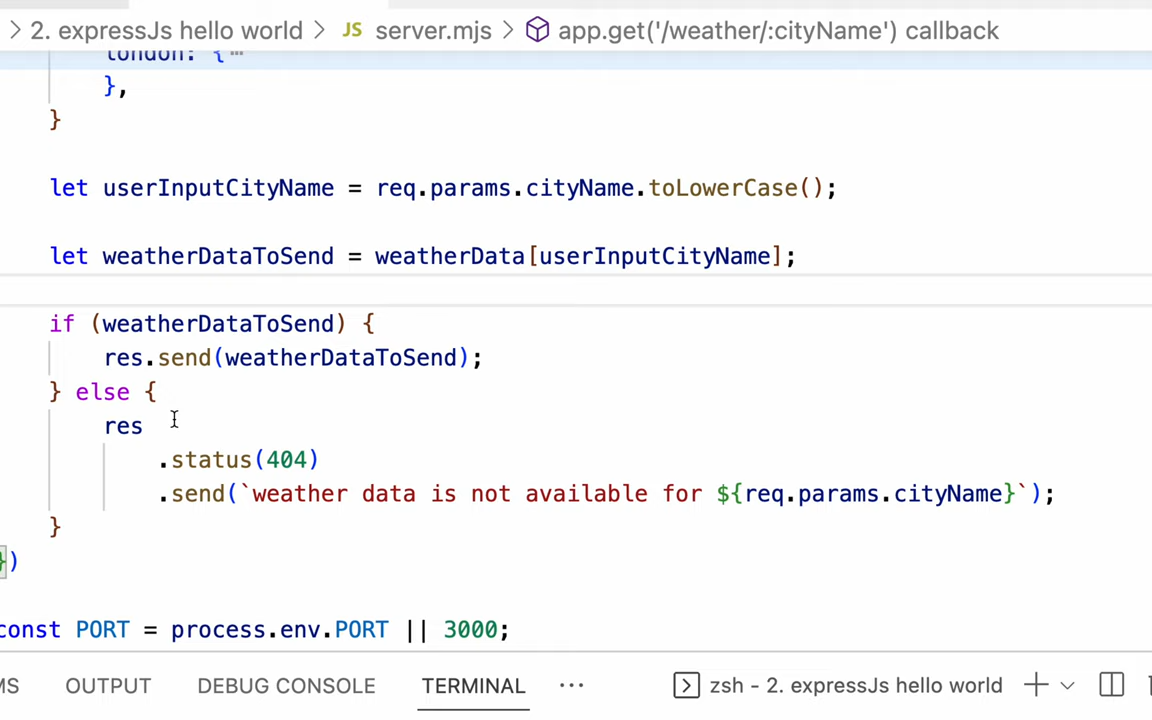 2. expressJs hello world > JS server.mjs > app.get('/weather/:cityName') callback
london: {···
},
}
let userInputCityName = req.params.cityName.toLowerCase();
let weatherDataToSend = weatherData[userInputCityName];
if (weatherDataToSend) {
res.send(weatherDataToSend);
} else {
res
.status(404)
.send(`weather data is not available for ${req.params.cityName}`);
}
})
const PORT = process.env.PORT || 3000;
MS OUTPUT DEBUG CONSOLE TERMINAL ··· zsh - 2. expressJs hello world